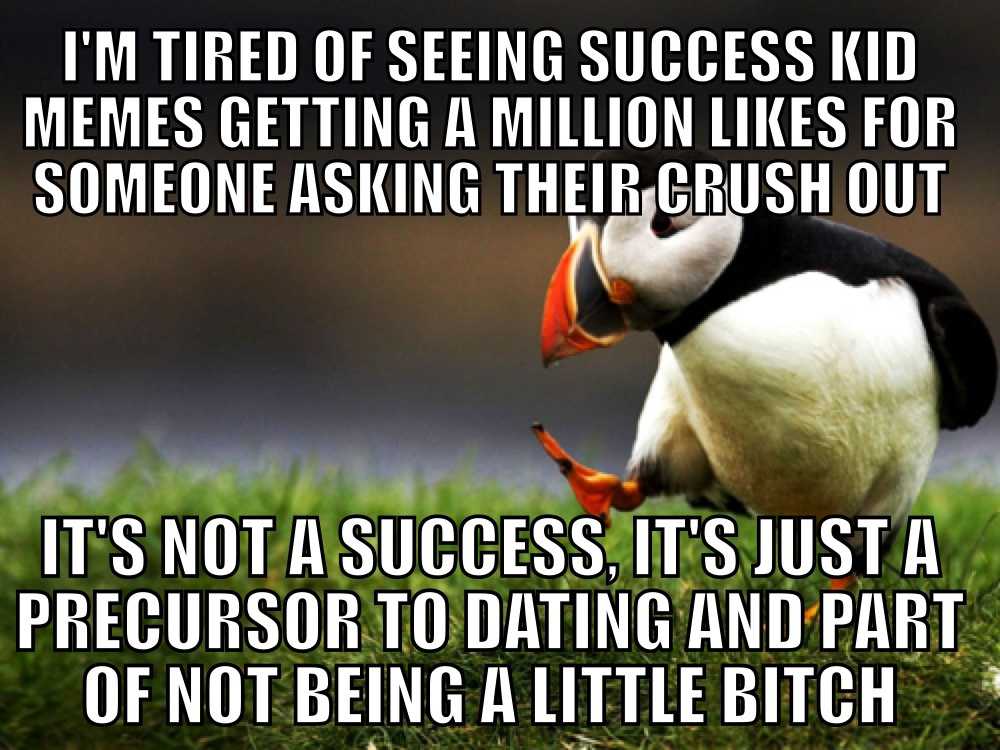 I'M TIRED OF SEEING SUCCESS KID
MEMES GETTING A MILLION LIKES FOR
SOMEONE ASKING THEIR CRUSH OUT
IT'S NOT A SUCCESS, IT'S JUST A
PRECURSOR TO DATING AND PART
OF NOT BEING A LITTLE BITCH